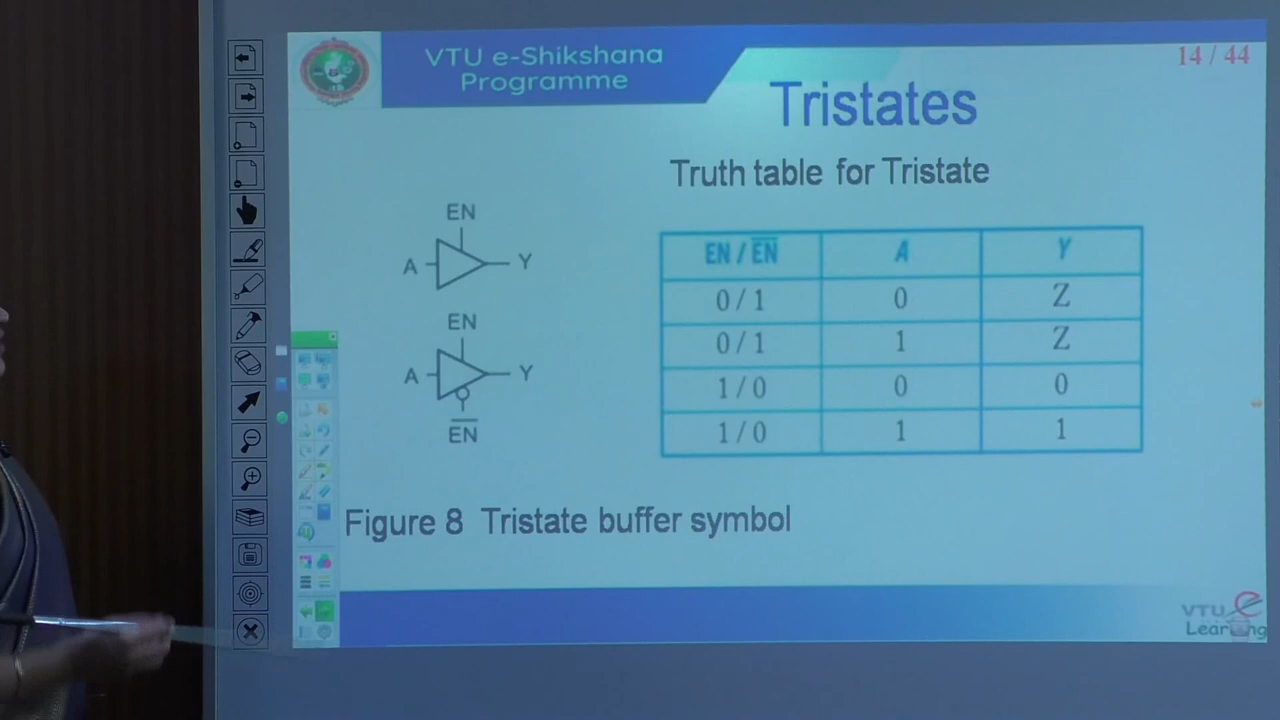 VTU e-Shikshana
Programme
14 / 44
Tristates
Truth table for Tristate
EN
A
Y
EN
A
Y
EN̅
EN / EN̅ A Y
0 / 1 0 Z
0 / 1 1 Z
1 / 0 0 0
1 / 0 1 1
Figure 8 Tristate buffer symbol
VTU e
Learning